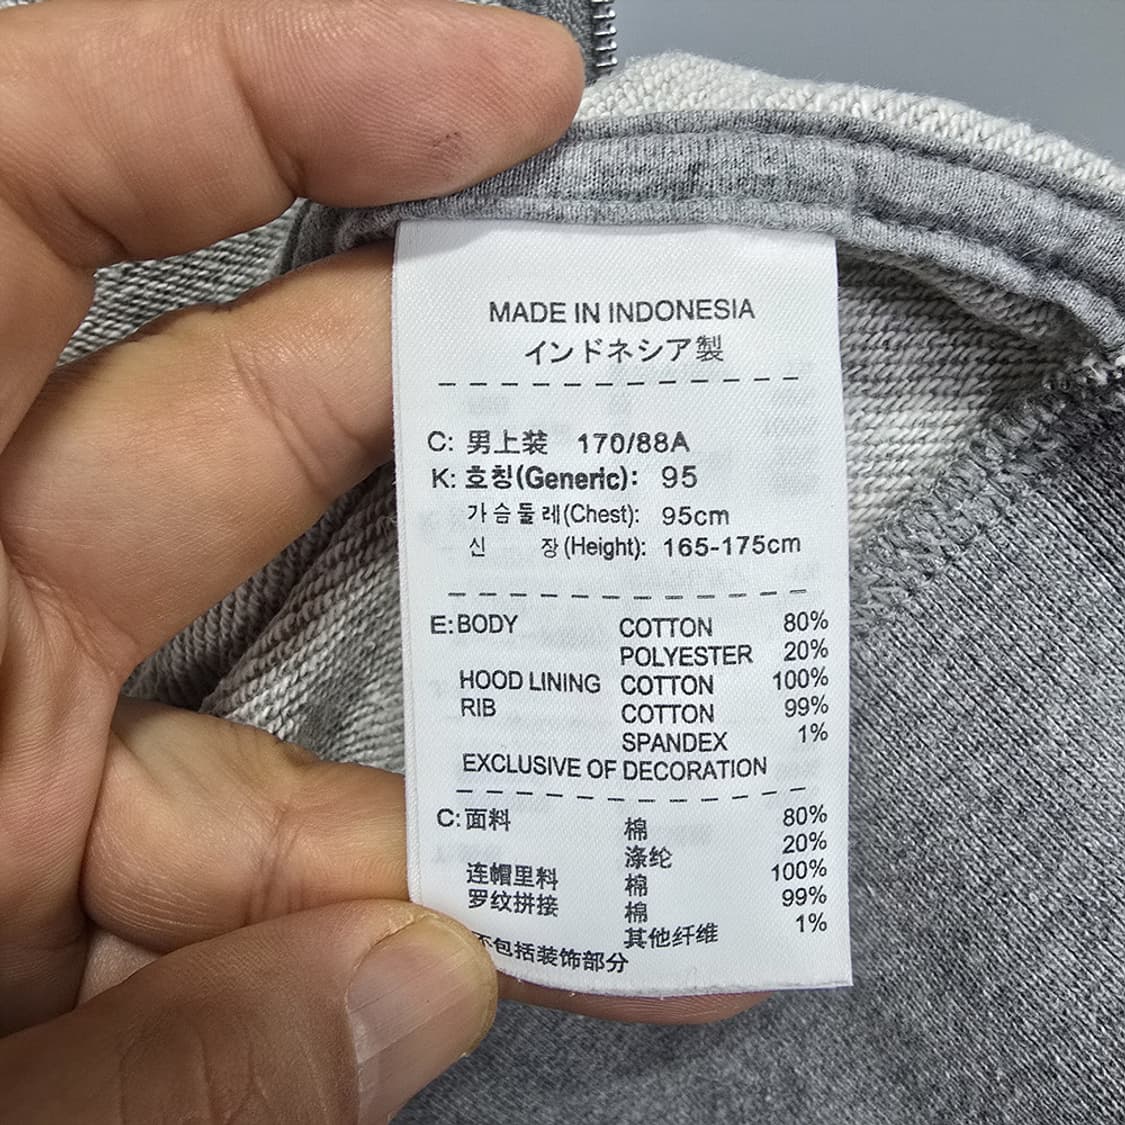 MADE IN INDONESIA
インドネシア製
C: 男上装 170/88A
K: 호칭(Generic): 95
가슴둘레(Chest): 95cm
신 장(Height): 165-175cm
E: BODY COTTON 80%
POLYESTER 20%
HOOD LINING COTTON 100%
RIB COTTON 99%
SPANDEX 1%
EXCLUSIVE OF DECORATION
C: 面料 棉 80%
涤纶 20%
连帽里料 棉 100%
罗纹拼接 棉 99%
其他纤维 1%
不包括装饰部分